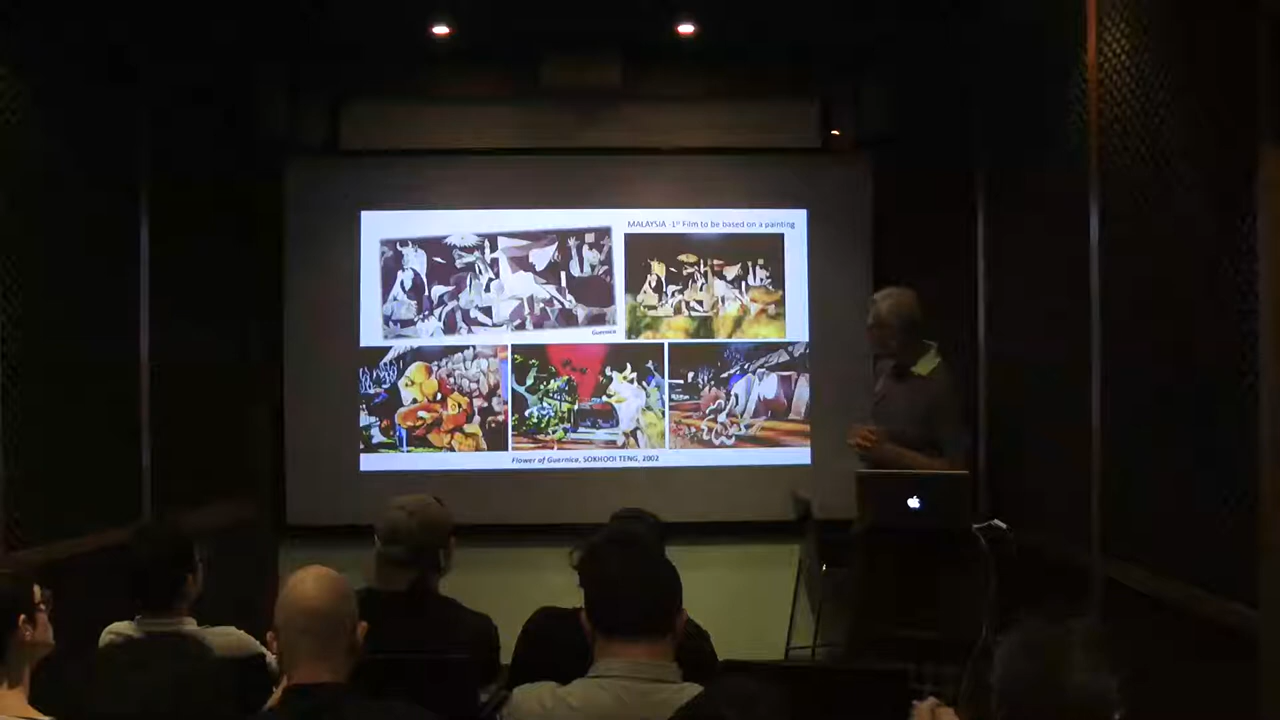 MALAYSIA -1st Film to be based on a painting
Guernica
Flower of Guernica, SOKHOOI TENG, 2002